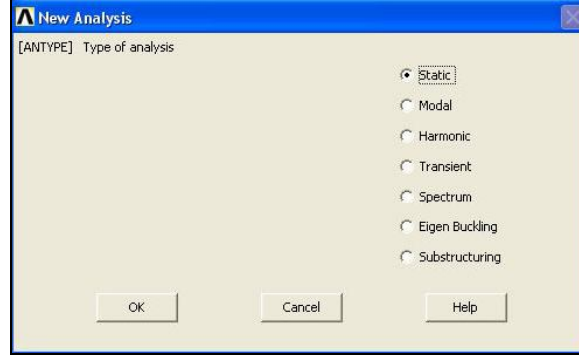 New Analysis
[ANTYPE] Type of analysis
Static
Modal
Harmonic
Transient
Spectrum
Eigen Buckling
Substructuring
OK Cancel Help